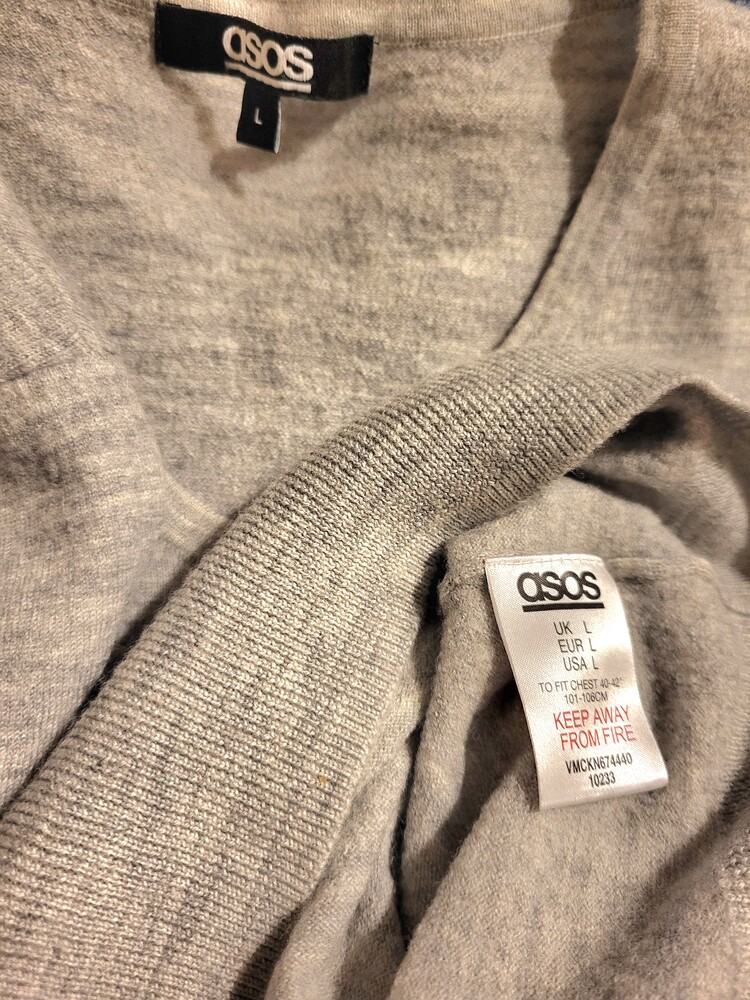 asos
L
asos
UK L
EUR L
USA L
TO FIT CHEST 40-42"
101-106CM
KEEP AWAY
FROM FIRE
VMCKN674440
10233